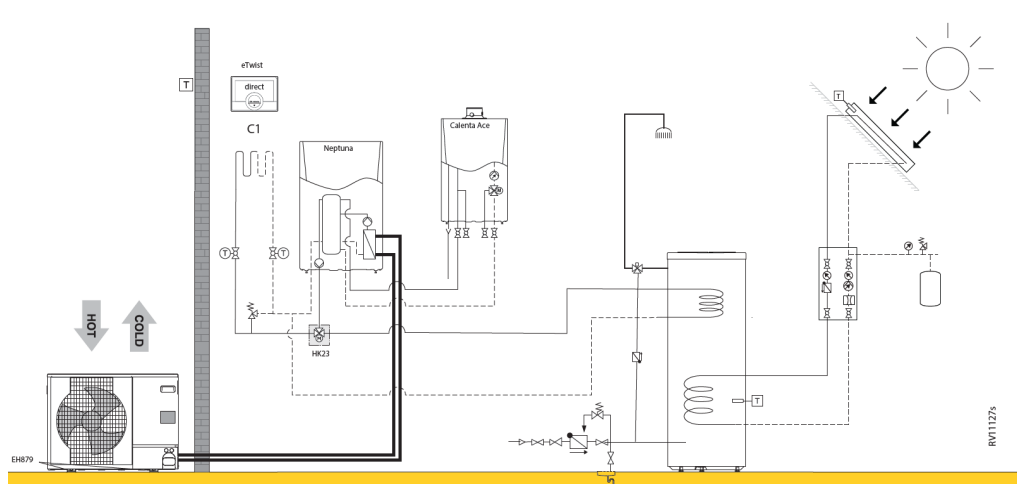 eTwist
direct
C1
T
Neptuna
Calenta Ace
T
T
T
M
HOT
COLD
M
HK23
T
EH879
RV11127s